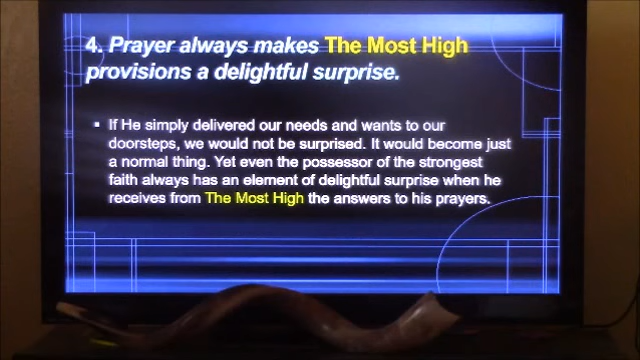 4. Prayer always makes The Most High
provisions a delightful surprise.
▪ If He simply delivered our needs and wants to our
doorsteps, we would not be surprised. It would become just
a normal thing. Yet even the possessor of the strongest
faith always has an element of delightful surprise when he
receives from The Most High the answers to his prayers.